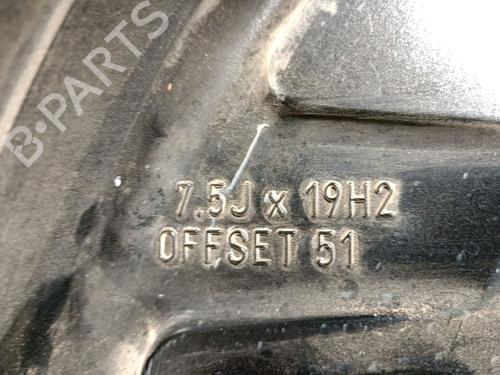 B-PARTS
7.5J x 19H2
OFFSET 51